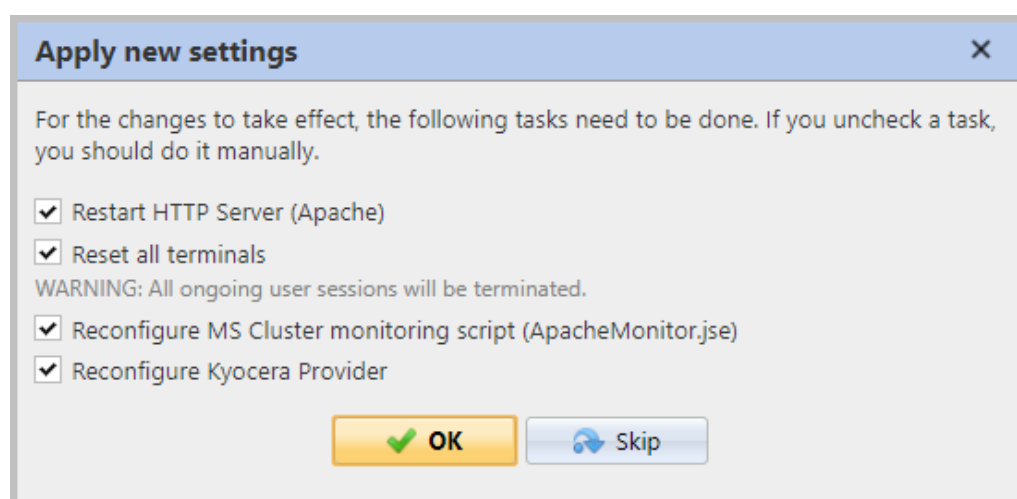 Apply new settings
For the changes to take effect, the following tasks need to be done. If you uncheck a task,
you should do it manually.
Restart HTTP Server (Apache)
Reset all terminals
WARNING: All ongoing user sessions will be terminated.
Reconfigure MS Cluster monitoring script (ApacheMonitor.jse)
Reconfigure Kyocera Provider
OK Skip